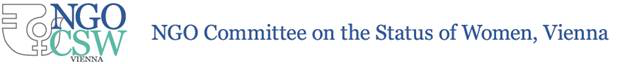 NGO
CSW
VIENNA
NGO Committee on the Status of Women, Vienna